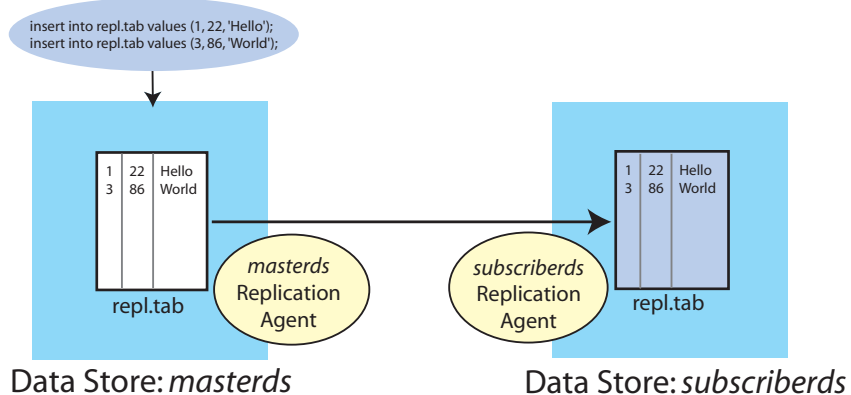 insert into repl.tab values (1, 22, 'Hello');
insert into repl.tab values (3, 86, 'World');
1 22 Hello
3 86 World
repl.tab
masterds
Replication
Agent
Data Store: masterds
1 22 Hello
3 86 World
repl.tab
subscriberds
Replication
Agent
Data Store: subscriberds